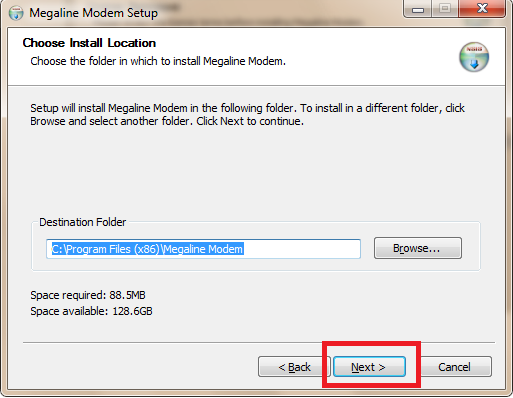 Megaline Modem Setup
Choose Install Location
Choose the folder in which to install Megaline Modem.
Setup will install Megaline Modem in the following folder. To install in a different folder, click
Browse and select another folder. Click Next to continue.
Destination Folder
C:\Program Files (x86)\Megaline Modem
Browse...
Space required: 88.5MB
Space available: 128.6GB
< Back
Next >
Cancel